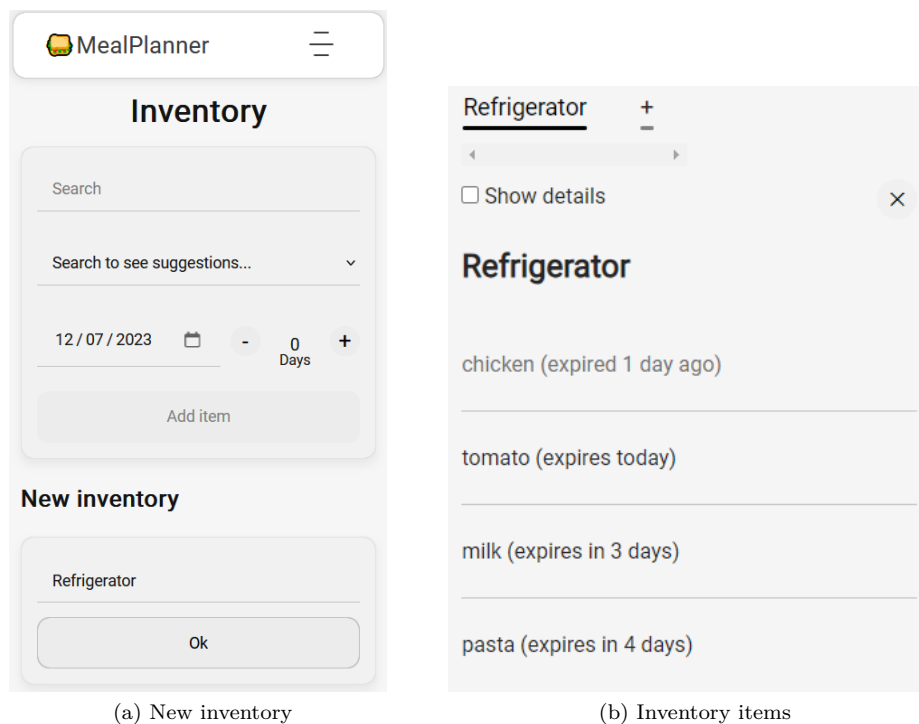 MealPlanner
Inventory
Search
Search to see suggestions...
12/07/2023 - 0 +
Days
Add item
New inventory
Refrigerator
Ok
(a) New inventory
Refrigerator +
Show details ×
Refrigerator
chicken (expired 1 day ago)
tomato (expires today)
milk (expires in 3 days)
pasta (expires in 4 days)
(b) Inventory items